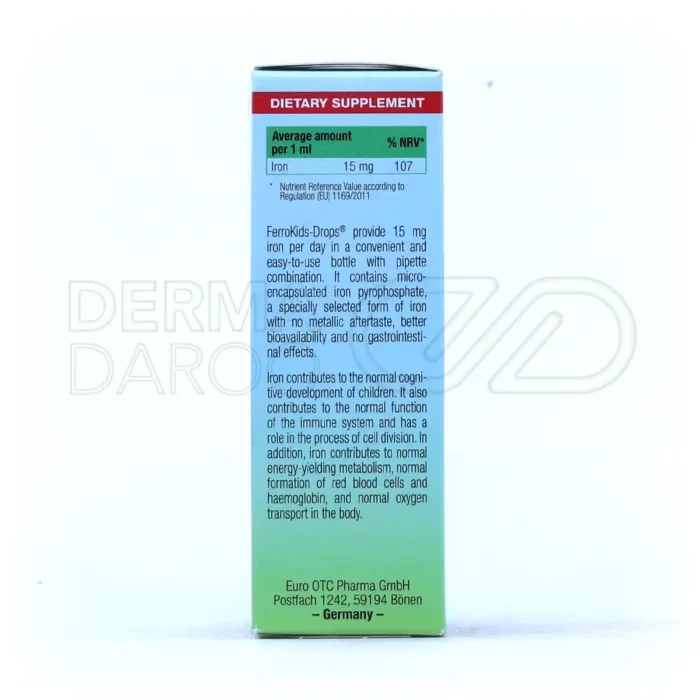 DIETARY SUPPLEMENT
Average amount
per 1 ml % NRV*
Iron 15 mg 107
* Nutrient Reference Value according to
Regulation (EU) 1169/2011
FerroKids-Drops® provide 15 mg
iron per day in a convenient and
easy-to-use bottle with pipette
combination. It contains micro-
encapsulated iron pyrophosphate,
a specially selected form of iron
with no metallic aftertaste, better
bioavailability and no gastrointesti-
nal effects.
Iron contributes to the normal cogni-
tive development of children. It also
contributes to the normal function
of the immune system and has a
role in the process of cell division. In
addition, iron contributes to normal
energy-yielding metabolism, normal
formation of red blood cells and
haemoglobin, and normal oxygen
transport in the body.
Euro OTC Pharma GmbH
Postfach 1242, 59194 Bönen
– Germany –
DERMA
DAROO